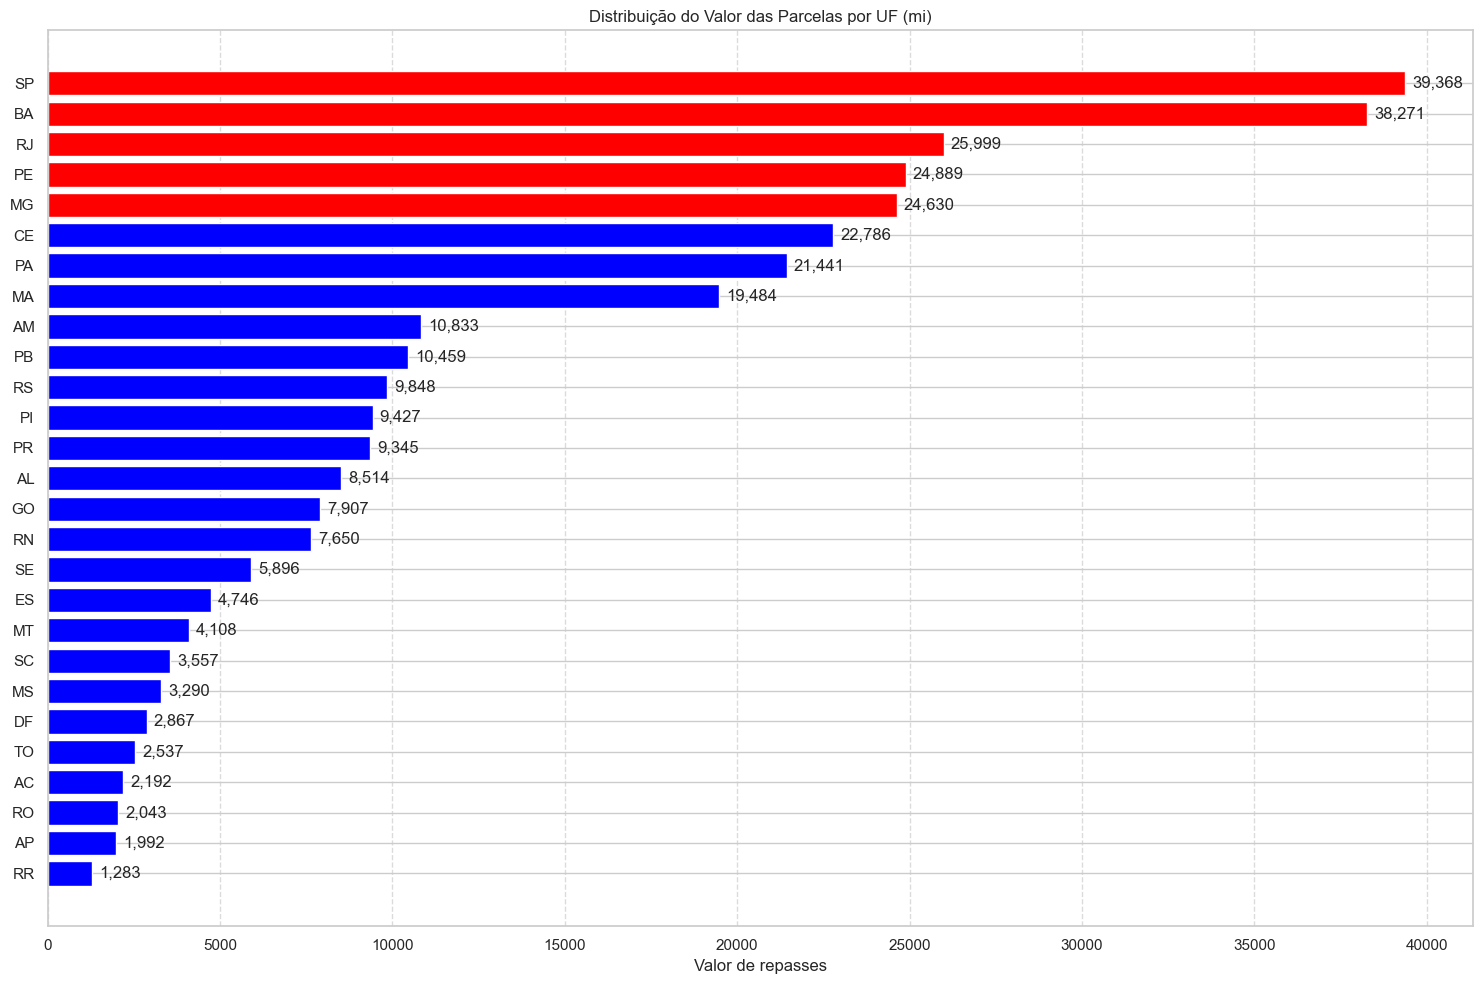 Distribuição do Valor das Parcelas por UF (mi)
SP 39,368
BA 38,271
RJ 25,999
PE 24,889
MG 24,630
CE 22,786
PA 21,441
MA 19,484
AM 10,833
PB 10,459
RS 9,848
PI 9,427
PR 9,345
AL 8,514
GO 7,907
RN 7,650
SE 5,896
ES 4,746
MT 4,108
SC 3,557
MS 3,290
DF 2,867
TO 2,537
AC 2,192
RO 2,043
AP 1,992
RR 1,283
0 5000 10000 15000 20000 25000 30000 35000 40000
Valor de repasses